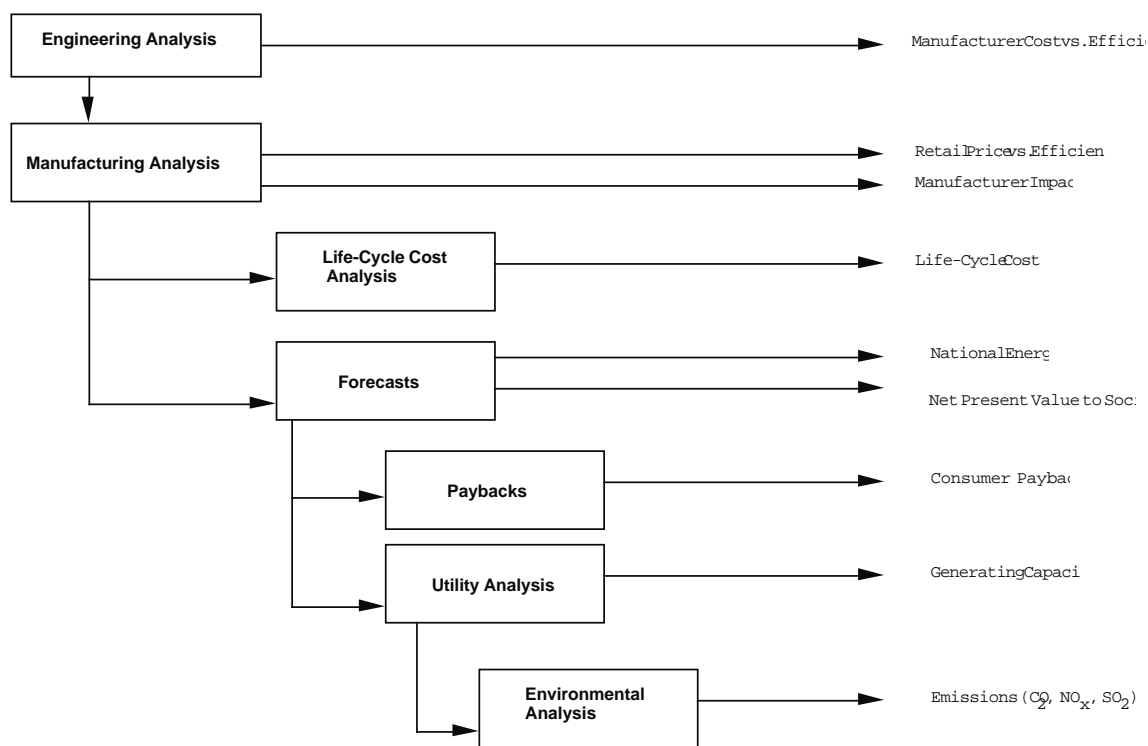 Engineering Analysis
ManufacturerCostvs.Effici
Manufacturing Analysis
RetailPricevs.Efficien
ManufacturerImpac
Life-Cycle Cost
Analysis
Life-CycleCost
Forecasts
NationalEnerg
Net Present Value to Soci
Paybacks
Consumer Paybac
Utility Analysis
GeneratingCapaci
Environmental
Analysis
Emissions (CO2, NOx, SO2)